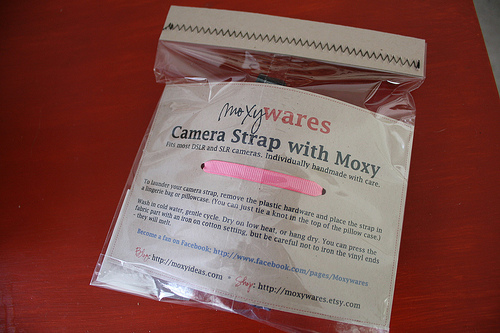 moxywares
Camera Strap with Moxy
Fits most DSLR and SLR cameras. Individually handmade with care.
To launder your camera strap, remove the plastic hardware and place the strap in
a lingerie bag or pillowcase. (You can just tie a knot in the top of the pillow case.)
Wash in cold water, gentle cycle. Dry on low heat, or hang dry. You can press the
fabric part with an iron on cotton setting, but be careful not to iron the vinyl ends
- they will melt.
Become a fan on Facebook: http://www.facebook.com/pages/Moxywares
Blog: http://moxyideas.com * Shop: http://moxywares.etsy.com